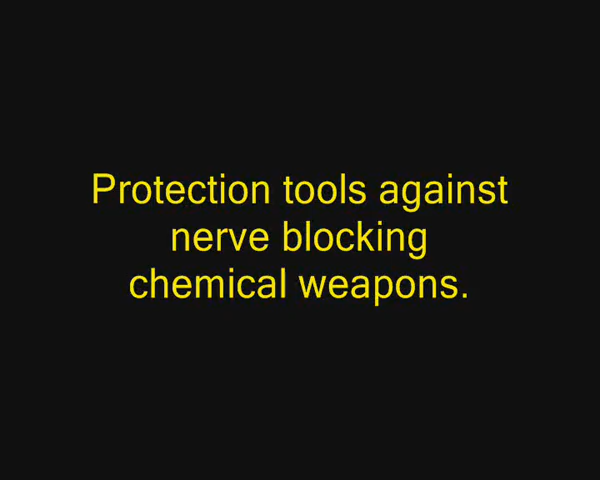 Protection tools against
nerve blocking
chemical weapons.